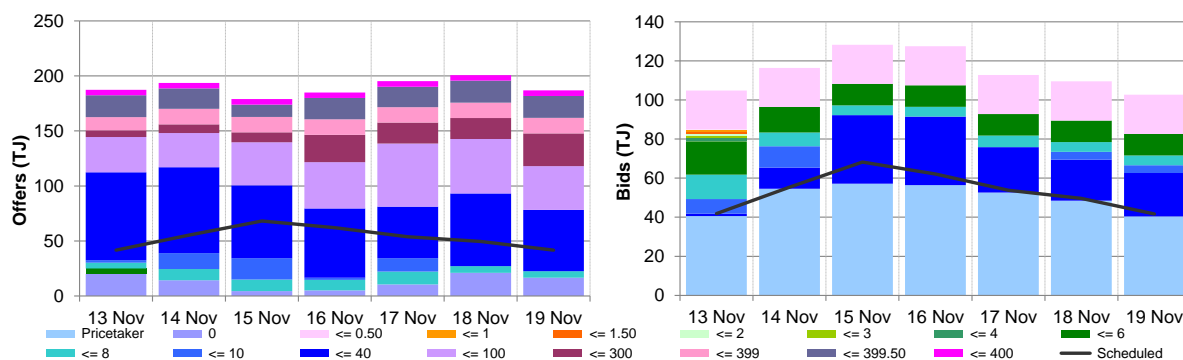 250
200
150
100
50
0
Offers (TJ)
13 Nov 14 Nov 15 Nov 16 Nov 17 Nov 18 Nov 19 Nov
140
120
100
80
60
40
20
0
Bids (TJ)
13 Nov 14 Nov 15 Nov 16 Nov 17 Nov 18 Nov 19 Nov
Pricetaker 0 <= 0.50 <= 1 <= 1.50 <= 2 <= 3 <= 4 <= 6
<= 8 <= 10 <= 40 <= 100 <= 300 <= 399 <= 399.50 <= 400 Scheduled